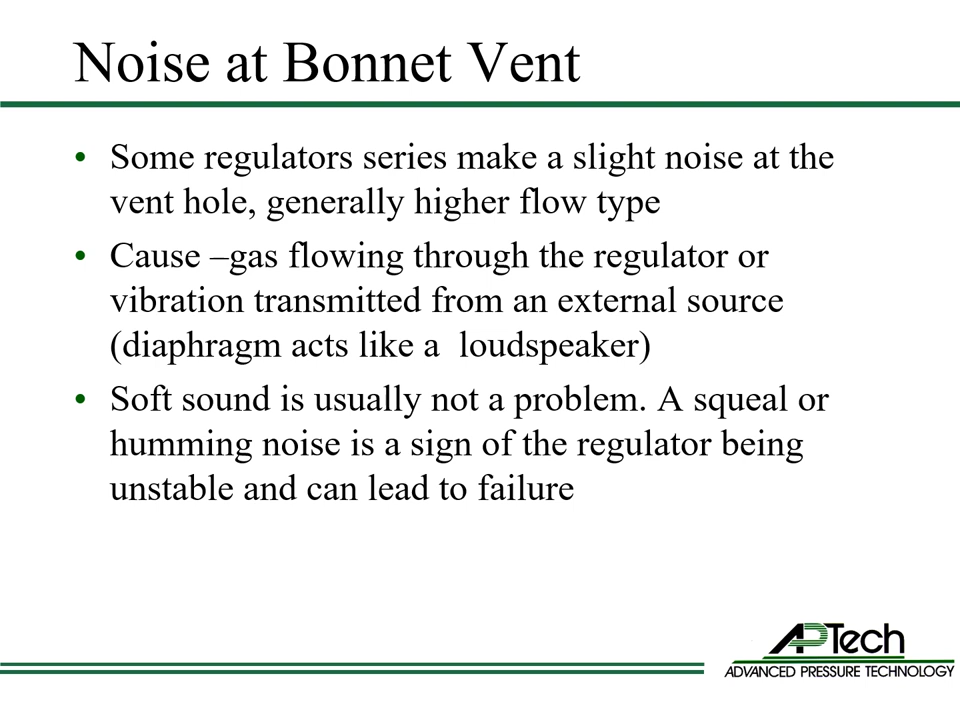 Noise at Bonnet Vent
• Some regulators series make a slight noise at the
vent hole, generally higher flow type
• Cause –gas flowing through the regulator or
vibration transmitted from an external source
(diaphragm acts like a  loudspeaker)
• Soft sound is usually not a problem. A squeal or
humming noise is a sign of the regulator being
unstable and can lead to failure
APTech
ADVANCED PRESSURE TECHNOLOGY